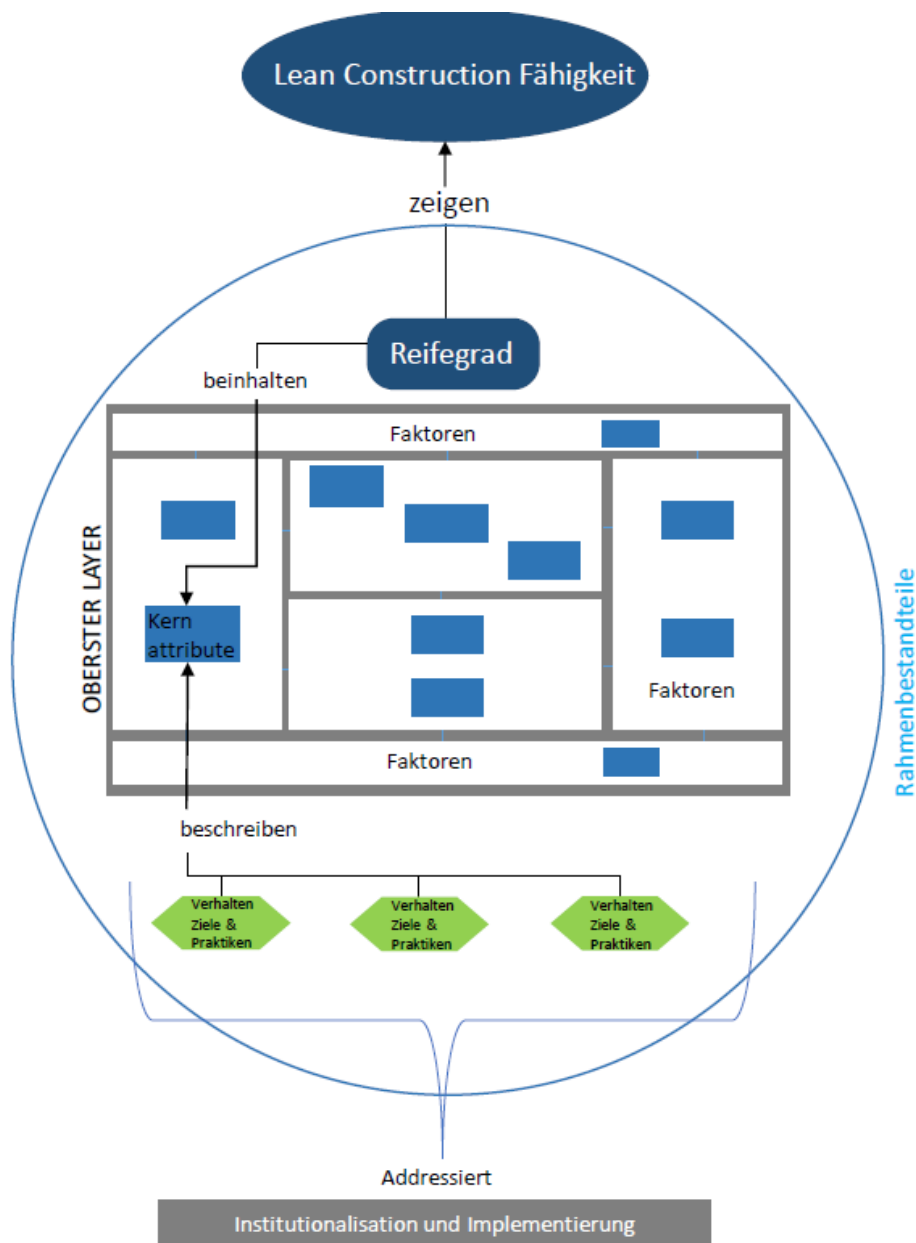 Lean Construction Fähigkeit
zeigen
Reifegrad
beinhalten
Faktoren
OBERSTER LAYER
Kern
attribute
Faktoren
Rahmenbestandteile
Faktoren
beschreiben
Verhalten
Ziele &
Praktiken
Verhalten
Ziele &
Praktiken
Verhalten
Ziele &
Praktiken
Addressiert
Institutionalisation und Implementierung